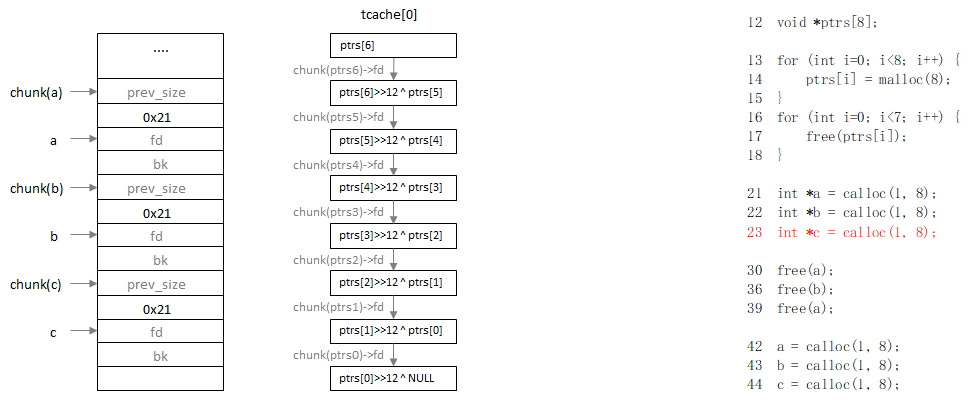 ....
chunk(a)
prev_size
0x21
a
fd
bk
chunk(b)
prev_size
0x21
b
fd
bk
chunk(c)
prev_size
0x21
c
fd
bk
tcache[0]
ptrs[6]
chunk(ptrs6)->fd
ptrs[6]>>12 ^ ptrs[5]
chunk(ptrs5)->fd
ptrs[5]>>12 ^ ptrs[4]
chunk(ptrs4)->fd
ptrs[4]>>12 ^ ptrs[3]
chunk(ptrs3)->fd
ptrs[3]>>12 ^ ptrs[2]
chunk(ptrs2)->fd
ptrs[2]>>12 ^ ptrs[1]
chunk(ptrs1)->fd
ptrs[1]>>12 ^ ptrs[0]
chunk(ptrs0)->fd
ptrs[0]>>12 ^ NULL
12 void *ptrs[8];
13 for (int i=0; i<8; i++) {
14 ptrs[i] = malloc(8);
15 }
16 for (int i=0; i<7; i++) {
17 free(ptrs[i]);
18 }
21 int *a = calloc(1, 8);
22 int *b = calloc(1, 8);
23 int *c = calloc(1, 8);
30 free(a);
36 free(b);
39 free(a);
42 a = calloc(1, 8);
43 b = calloc(1, 8);
44 c = calloc(1, 8);